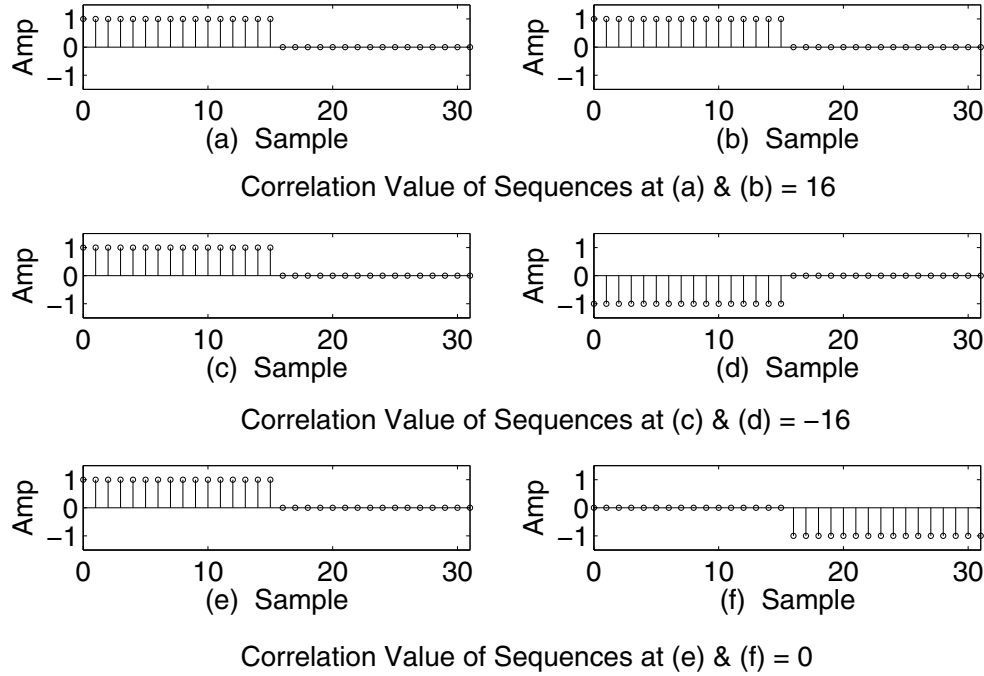 Amp
1
0
−1
0 10 20 30
(a) Sample
Amp
1
0
−1
0 10 20 30
(b) Sample
Correlation Value of Sequences at (a) & (b) = 16
Amp
1
0
−1
0 10 20 30
(c) Sample
Amp
1
0
−1
0 10 20 30
(d) Sample
Correlation Value of Sequences at (c) & (d) = −16
Amp
1
0
−1
0 10 20 30
(e) Sample
Amp
1
0
−1
0 10 20 30
(f) Sample
Correlation Value of Sequences at (e) & (f) = 0